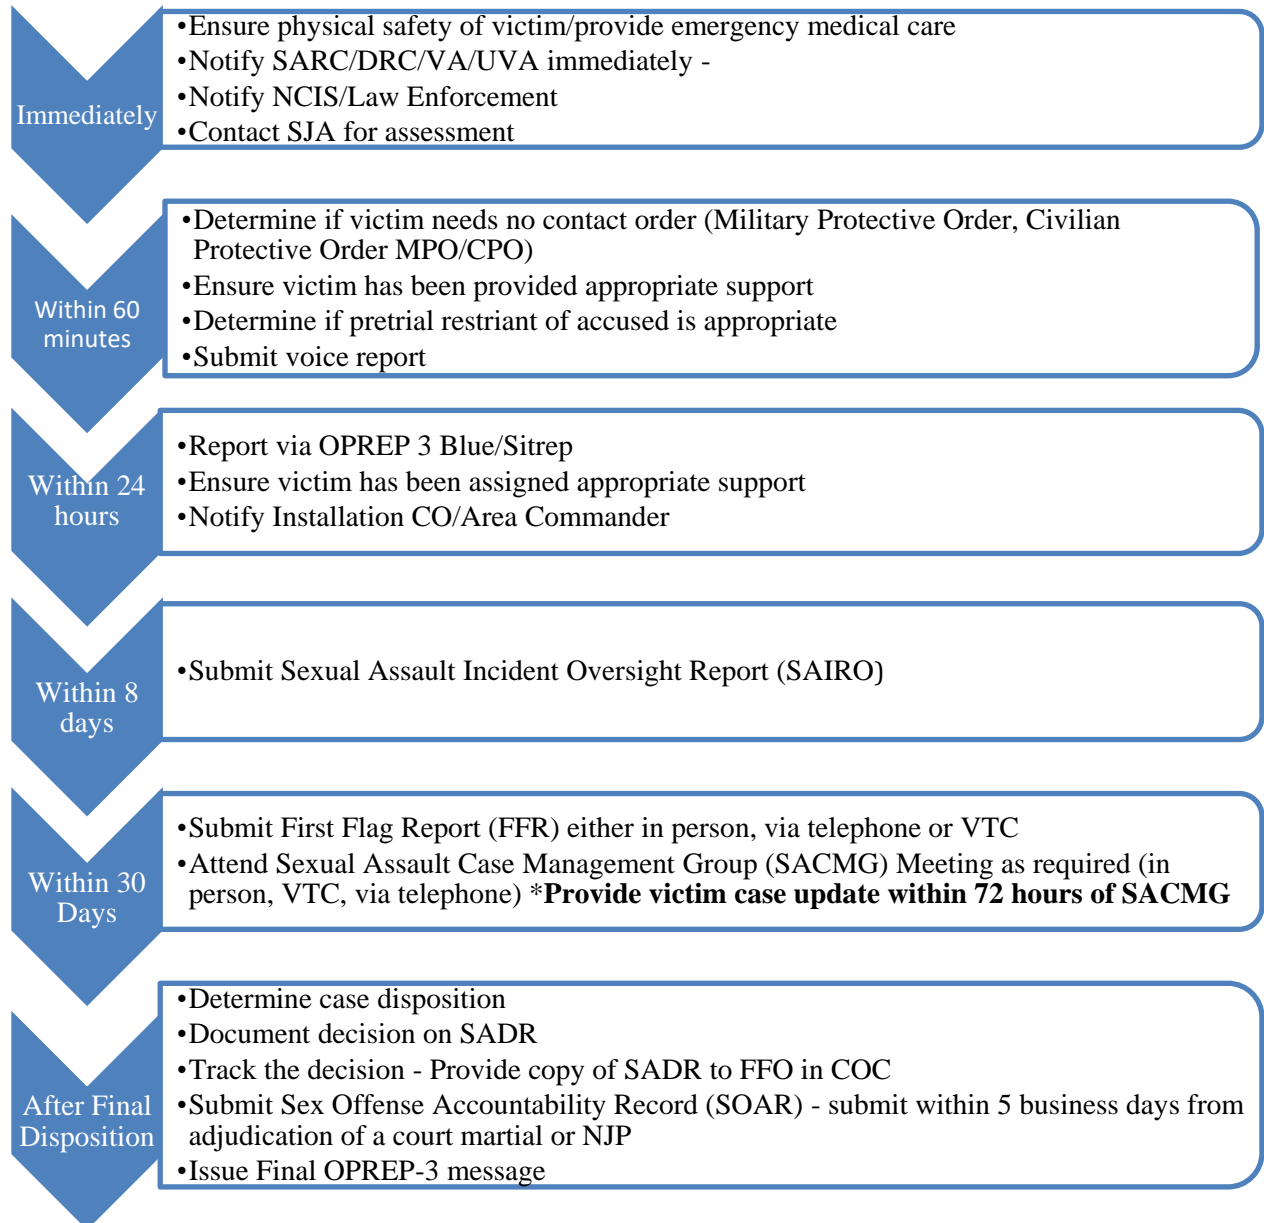 •Ensure physical safety of victim/provide emergency medical care
•Notify SARC/DRC/VA/UVA immediately -
•Notify NCIS/Law Enforcement
•Contact SJA for assessment
Immediately
•Determine if victim needs no contact order (Military Protective Order, Civilian
Protective Order MPO/CPO)
•Ensure victim has been provided appropriate support
•Determine if pretrial restriant of accused is appropriate
•Submit voice report
Within 60
minutes
•Report via OPREP 3 Blue/Sitrep
•Ensure victim has been assigned appropriate support
•Notify Installation CO/Area Commander
Within 24
hours
•Submit Sexual Assault Incident Oversight Report (SAIRO)
Within 8
days
•Submit First Flag Report (FFR) either in person, via telephone or VTC
•Attend Sexual Assault Case Management Group (SACMG) Meeting as required (in
person, VTC, via telephone) *Provide victim case update within 72 hours of SACMG
Within 30
Days
•Determine case disposition
•Document decision on SADR
•Track the decision - Provide copy of SADR to FFO in COC
•Submit Sex Offense Accountability Record (SOAR) - submit within 5 business days from
adjudication of a court martial or NJP
•Issue Final OPREP-3 message
After Final
Disposition